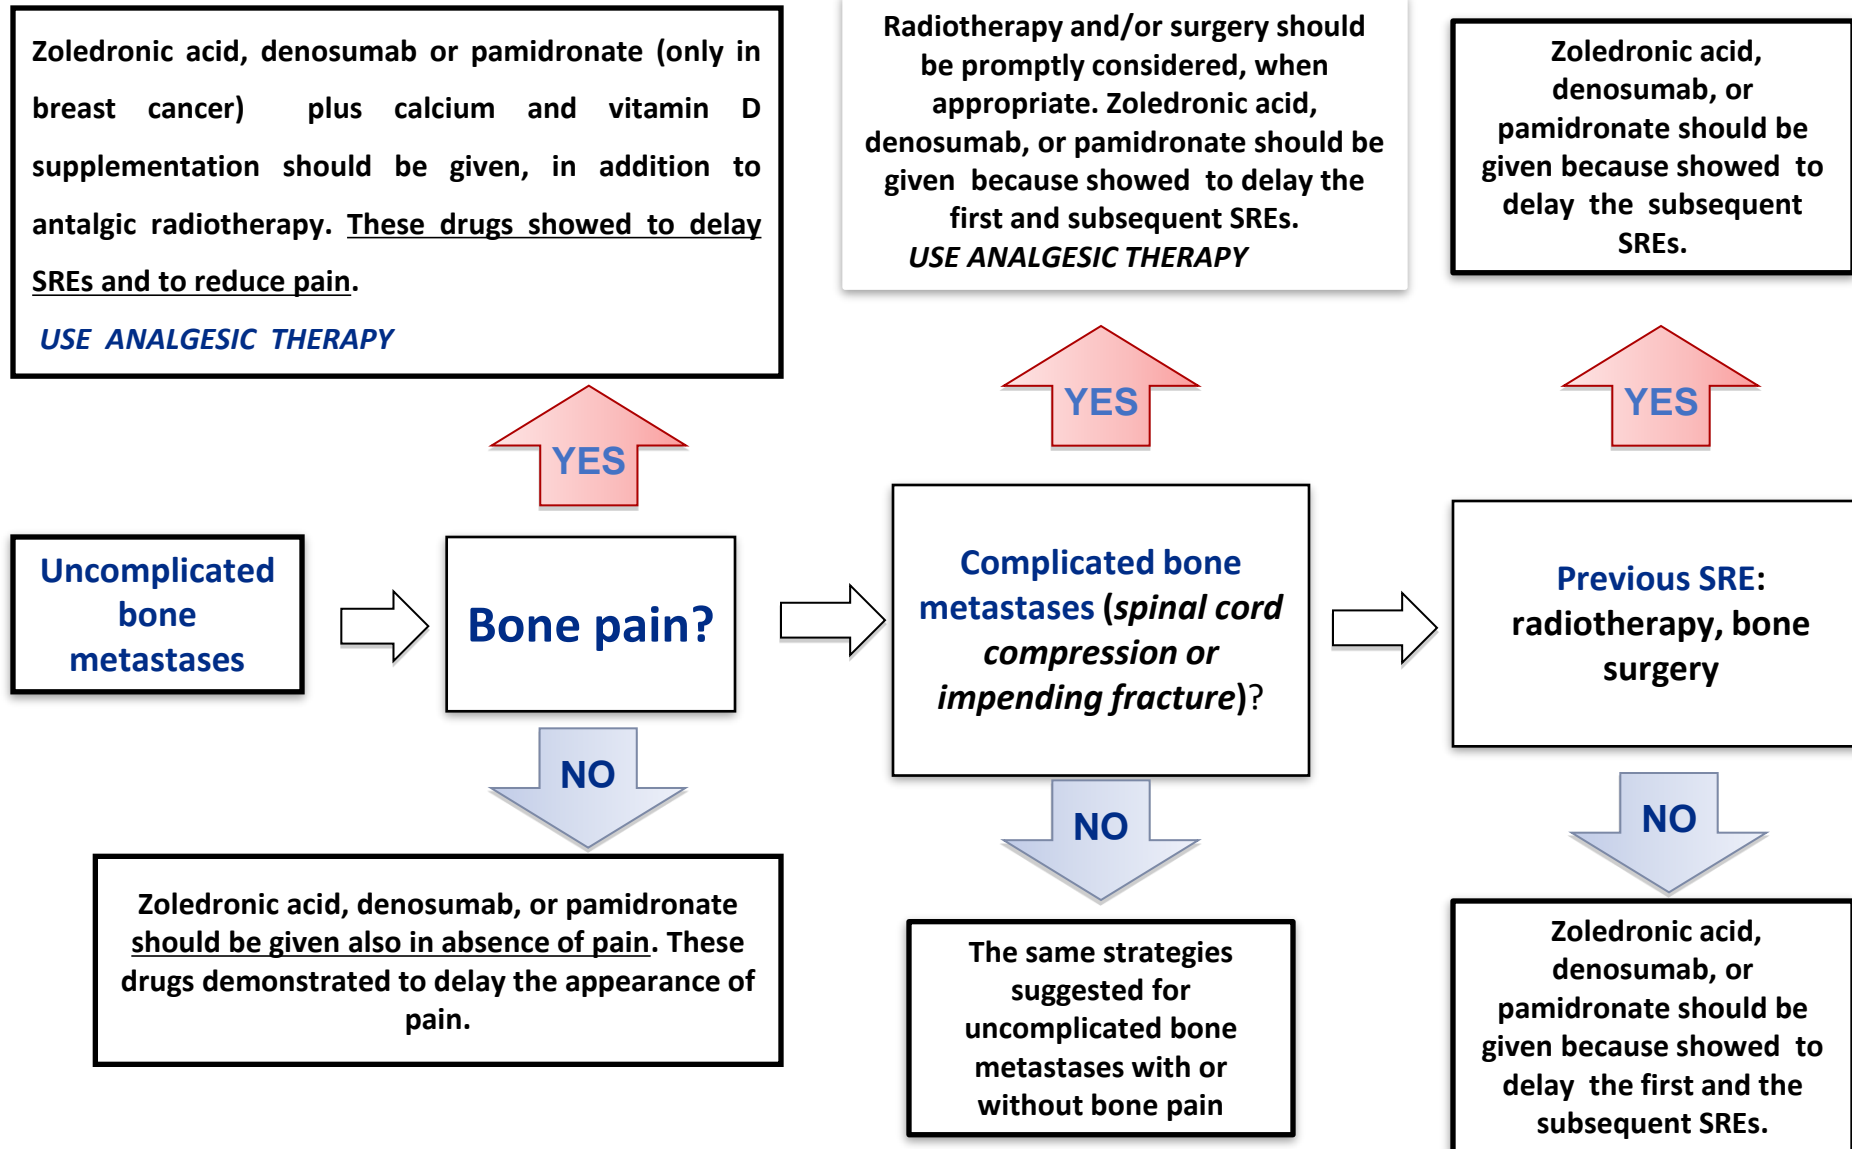 Zoledronic acid, denosumab or pamidronate (only in
breast cancer) plus calcium and vitamin D
supplementation should be given, in addition to
antalgic radiotherapy. These drugs showed to delay
SREs and to reduce pain.
USE ANALGESIC THERAPY
Radiotherapy and/or surgery should
be promptly considered, when
appropriate. Zoledronic acid,
denosumab, or pamidronate should be
given because showed to delay the
first and subsequent SREs.
USE ANALGESIC THERAPY
Zoledronic acid,
denosumab, or
pamidronate should be
given because showed to
delay the subsequent
SREs.
YES
YES
YES
Uncomplicated
bone
metastases
Bone pain?
Complicated bone
metastases (spinal cord
compression or
impending fracture)?
Previous SRE:
radiotherapy, bone
surgery
NO
NO
NO
Zoledronic acid, denosumab, or pamidronate
should be given also in absence of pain. These
drugs demonstrated to delay the appearance of
pain.
The same strategies
suggested for
uncomplicated bone
metastases with or
without bone pain
Zoledronic acid,
denosumab, or
pamidronate should be
given because showed to
delay the first and the
subsequent SREs.